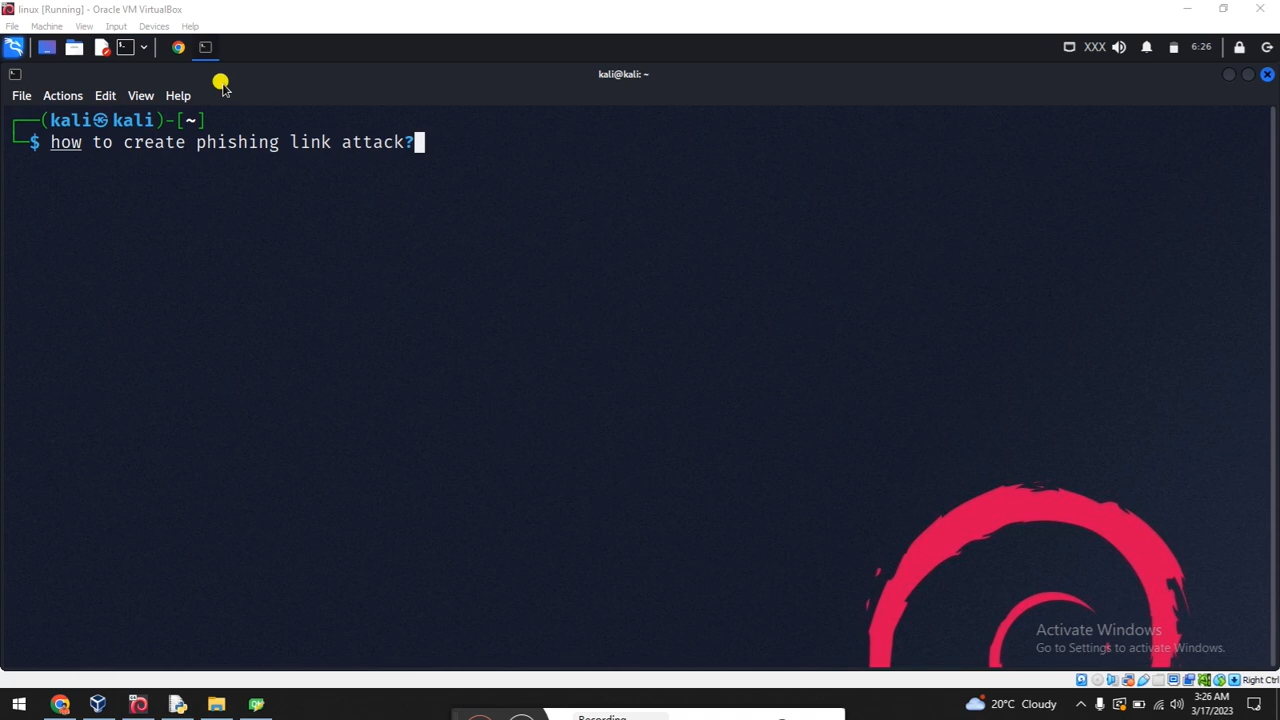 linux [Running] - Oracle VM VirtualBox
File Machine View Input Devices Help
XXX 6:26
kali@kali: ~
File Actions Edit View Help
(kali㉿kali)-[~]
$ how to create phishing link attack?
Activate Windows
Go to Settings to activate Windows.
Right Ctrl
20°C Cloudy
3:26 AM
3/17/2023